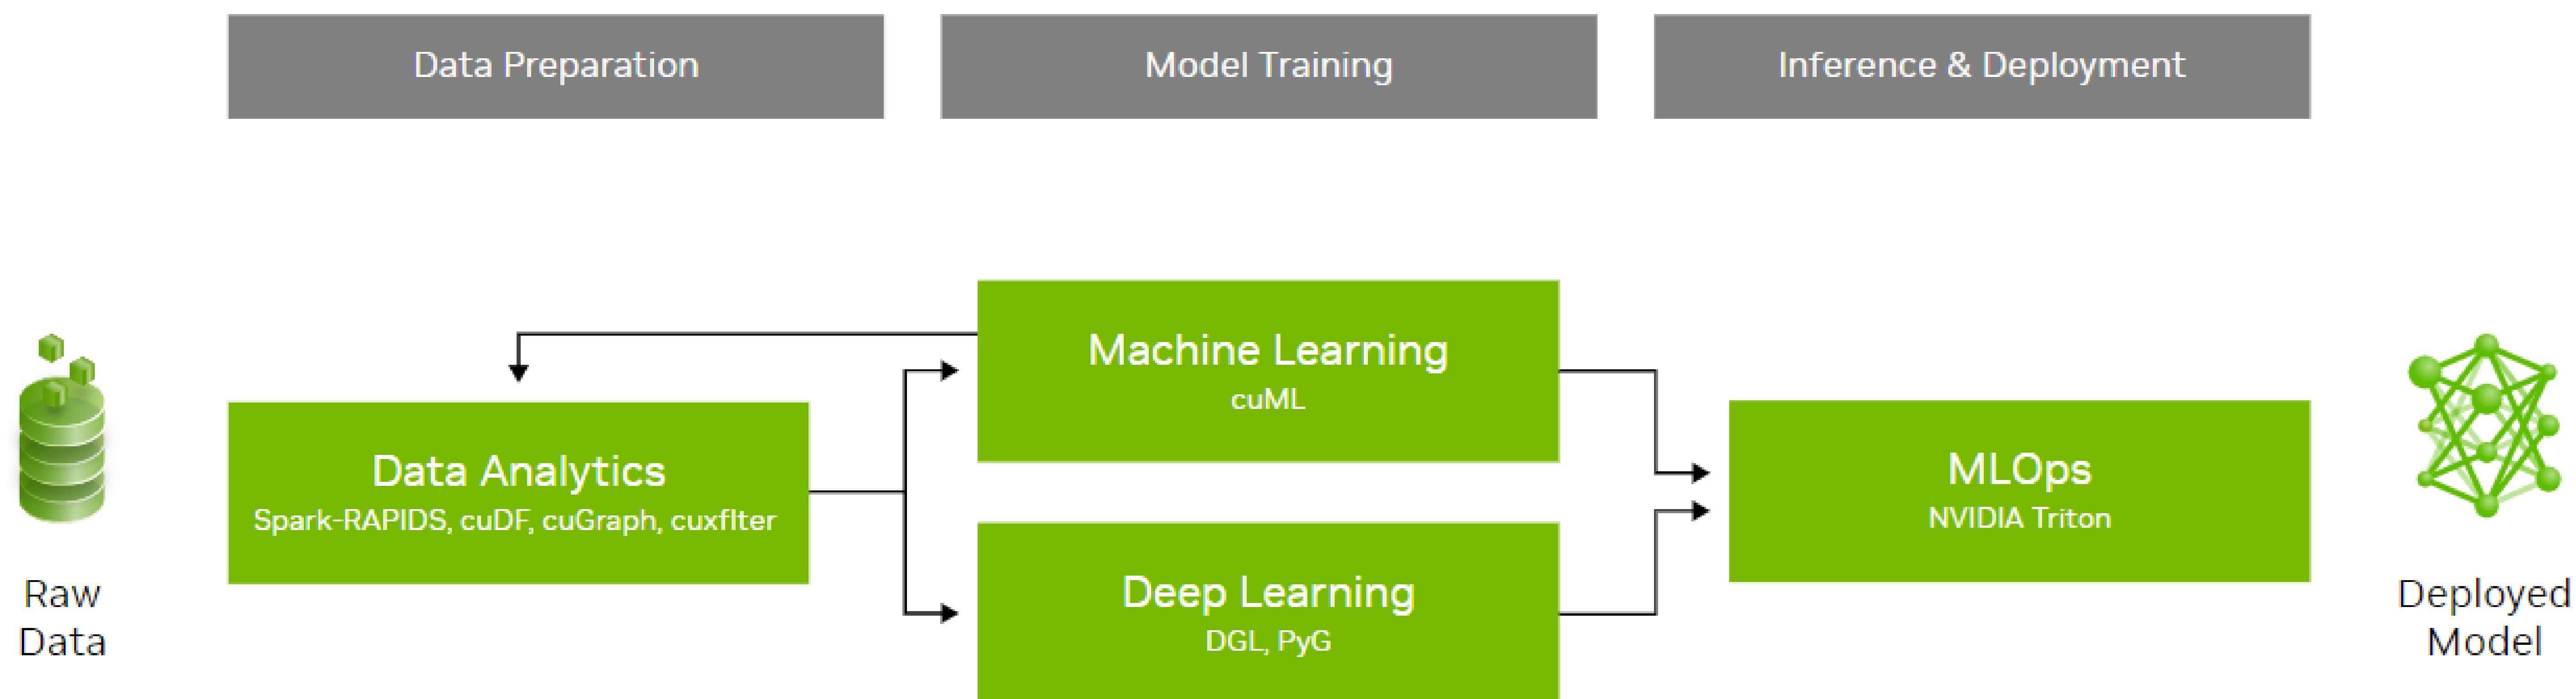 Data Preparation
Model Training
Inference & Deployment
Machine Learning
cuML
Data Analytics
Spark-RAPIDS, cuDF, cuGraph, cuxflter
MLOps
NVIDIA Triton
Deep Learning
DGL, PyG
Raw
Data
Deployed
Model